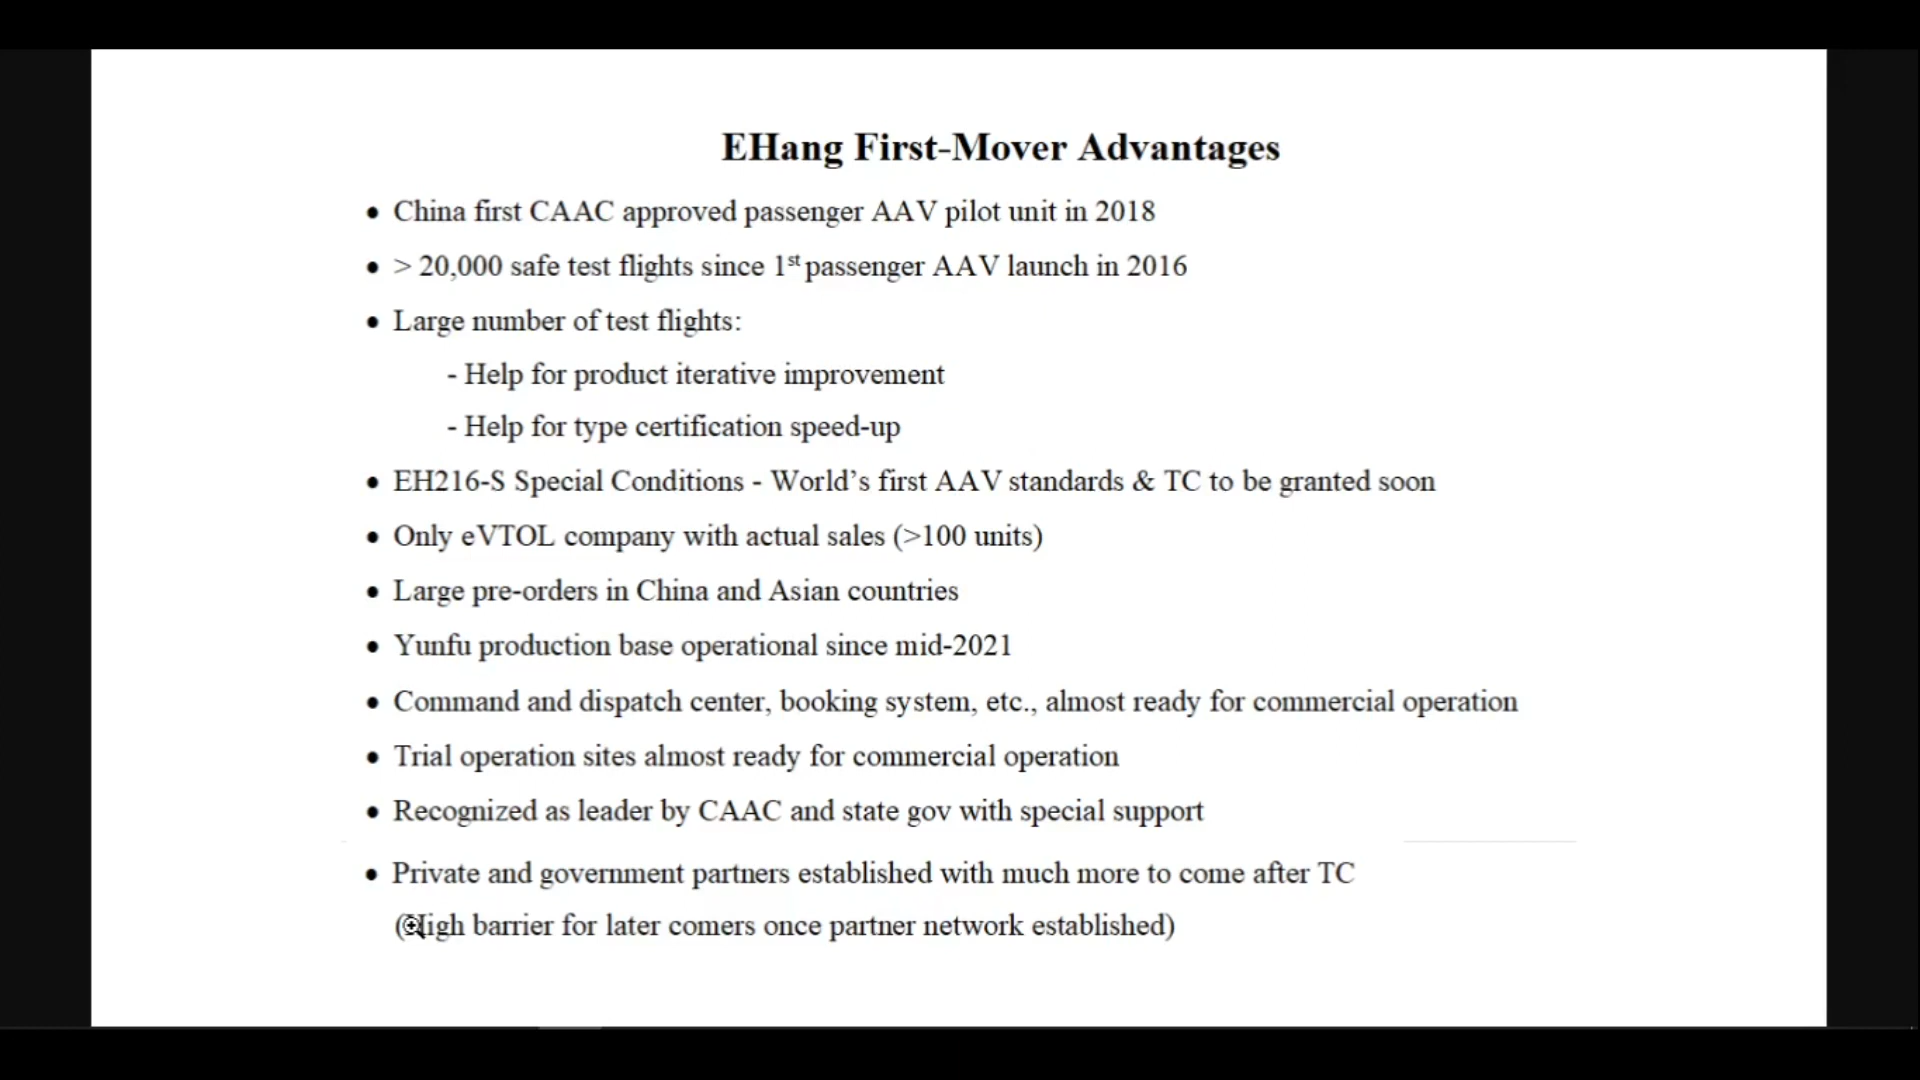 EHang First-Mover Advantages
• China first CAAC approved passenger AAV pilot unit in 2018
• > 20,000 safe test flights since 1st passenger AAV launch in 2016
• Large number of test flights:
- Help for product iterative improvement
- Help for type certification speed-up
• EH216-S Special Conditions - World's first AAV standards & TC to be granted soon
• Only eVTOL company with actual sales (>100 units)
• Large pre-orders in China and Asian countries
• Yunfu production base operational since mid-2021
• Command and dispatch center, booking system, etc., almost ready for commercial operation
• Trial operation sites almost ready for commercial operation
• Recognized as leader by CAAC and state gov with special support
• Private and government partners established with much more to come after TC
(High barrier for later comers once partner network established)